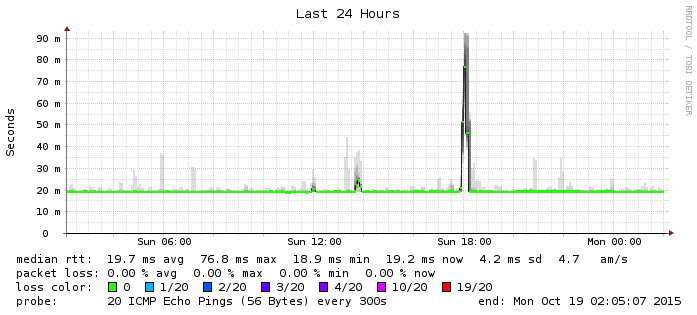 Last 24 Hours
RRDTOOL / TOBI OETIKER
Seconds
90 m
80 m
70 m
60 m
50 m
40 m
30 m
20 m
10 m
0
Sun 06:00 Sun 12:00 Sun 18:00 Mon 00:00
median rtt: 19.7 ms avg 76.8 ms max 18.9 ms min 19.2 ms now 4.2 ms sd 4.7 am/s
packet loss: 0.00 % avg 0.00 % max 0.00 % min 0.00 % now
loss color: 0 1/20 2/20 3/20 4/20 10/20 19/20
probe: 20 ICMP Echo Pings (56 Bytes) every 300s end: Mon Oct 19 02:05:07 2015